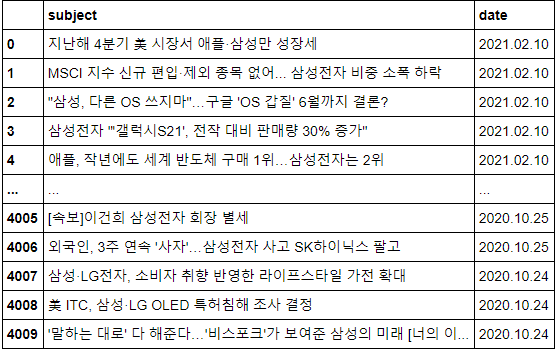 subject date
0 지난해 4분기 美 시장서 애플·삼성만 성장세 2021.02.10
1 MSCI 지수 신규 편입·제외 종목 없어... 삼성전자 비중 소폭 하락 2021.02.10
2 "삼성, 다른 OS 쓰지마"…구글 'OS 갑질' 6월까지 결론? 2021.02.10
3 삼성전자 "'갤럭시S21', 전작 대비 판매량 30% 증가" 2021.02.10
4 애플, 작년에도 세계 반도체 구매 1위…삼성전자는 2위 2021.02.10
... ... ...
4005 [속보]이건희 삼성전자 회장 별세 2020.10.25
4006 외국인, 3주 연속 '사자'…삼성전자 사고 SK하이닉스 팔고 2020.10.25
4007 삼성·LG전자, 소비자 취향 반영한 라이프스타일 가전 확대 2020.10.24
4008 美 ITC, 삼성·LG OLED 특허침해 조사 결정 2020.10.24
4009 '말하는 대로' 다 해준다…'비스포크'가 보여준 삼성의 미래 [너의 이... 2020.10.24